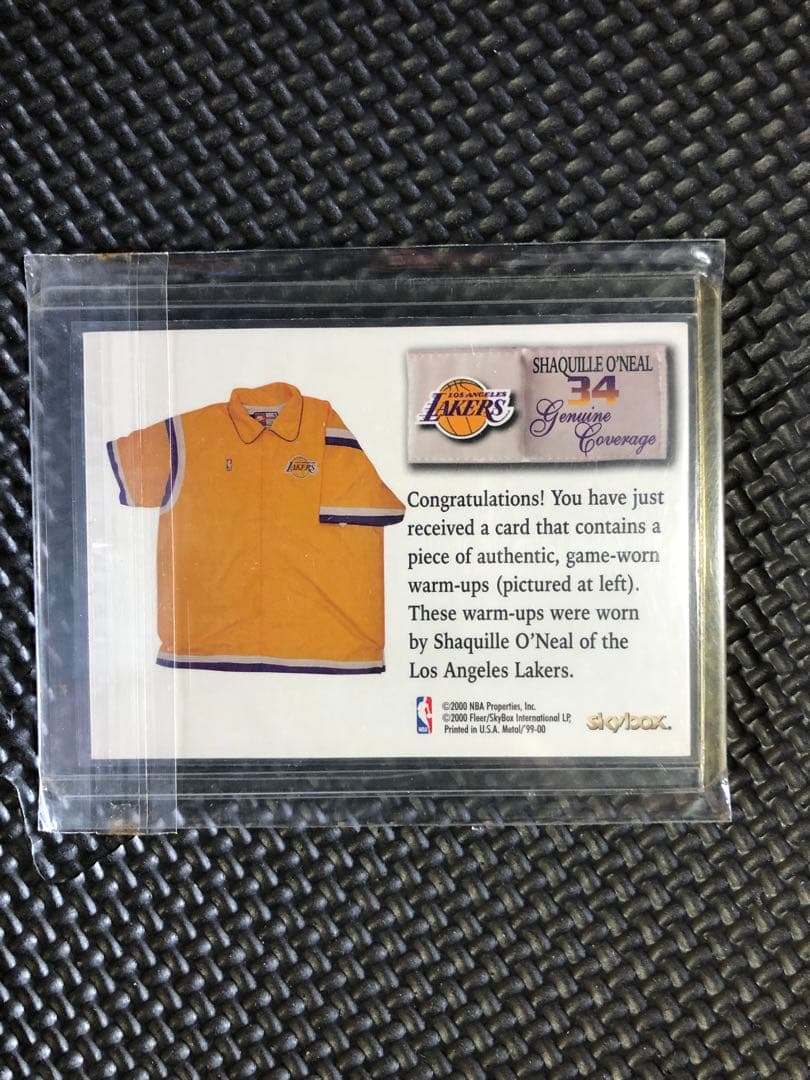 LOS ANGELES
LAKERS
SHAQUILLE O'NEAL
34
Genuine
Coverage
LAKERS
Congratulations! You have just
received a card that contains a
piece of authentic, game-worn
warm-ups (pictured at left).
These warm-ups were worn
by Shaquille O'Neal of the
Los Angeles Lakers.
©2000 NBA Properties, Inc.
©2000 Fleer/SkyBox International LP,
Printed in U.S.A. Metal/'99-00
skybox